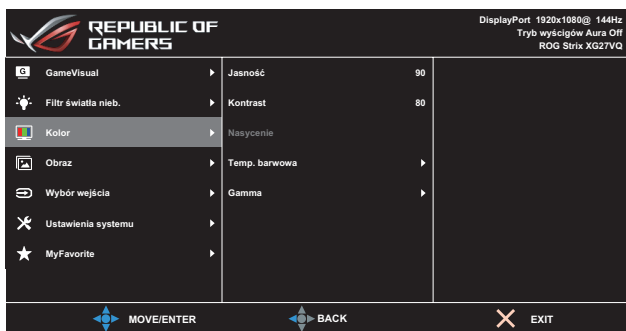 REPUBLIC OF
GAMERS
DisplayPort 1920x1080@ 144Hz
Tryb wyścigów Aura Off
ROG Strix XG27VQ
G
GameVisual
Filtr światła nieb.
Kolor
Obraz
Wybór wejścia
Ustawienia systemu
MyFavorite
Jasność 90
Kontrast 80
Nasycenie
Temp. barwowa
Gamma
MOVE/ENTER BACK EXIT